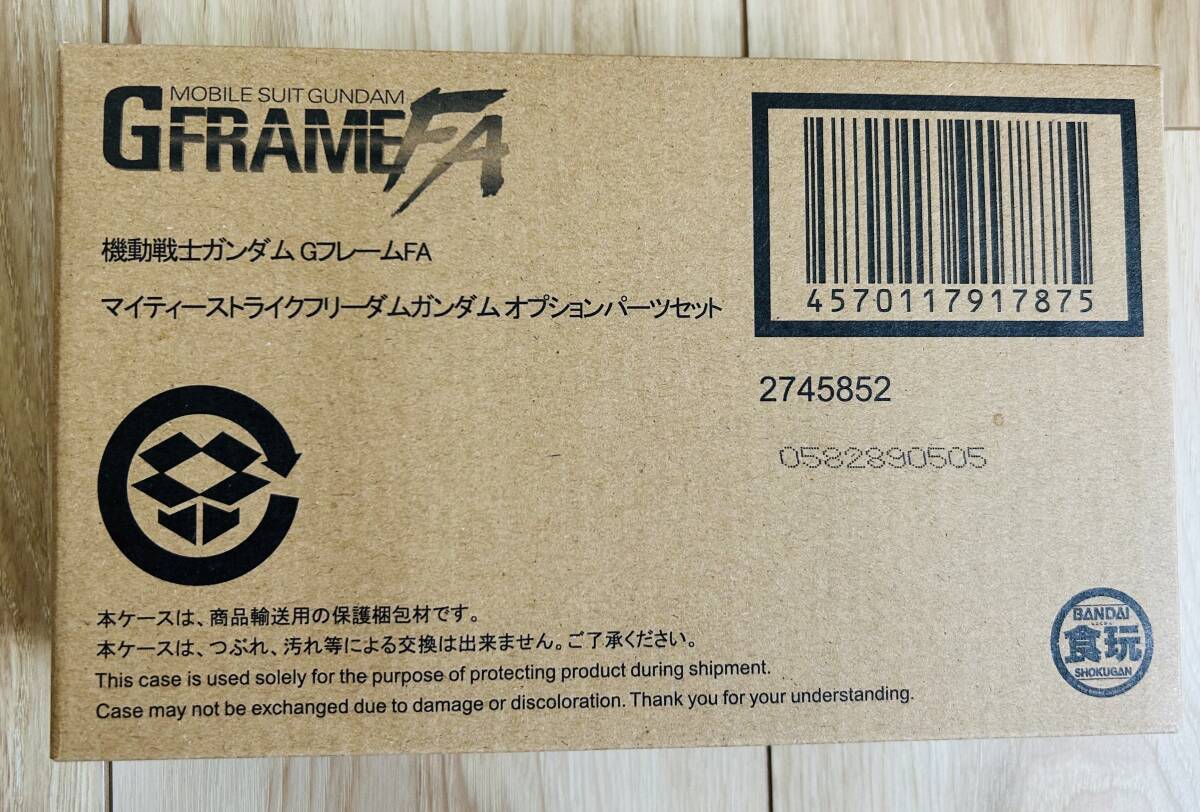 MOBILE SUIT GUNDAM
GFRAMEFA
機動戦士ガンダム GフレームFA
マイティーストライクフリーダムガンダム オプションパーツセット
4570117917875
2745852
0582890505
本ケースは、商品輸送用の保護梱包材です。
本ケースは、つぶれ、汚れ等による交換は出来ません。ご了承ください。
This case is used solely for the purpose of protecting product during shipment.
Case may not be exchanged due to damage or discoloration. Thank you for your understanding.
BANDAI
食玩
SHOKUGAN